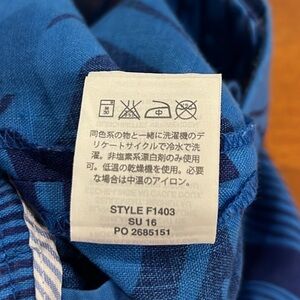 中
同色系の物と一緒に洗濯機のデ
リケートサイクルで冷水で洗
濯。非塩素系漂白剤のみ使用
可。低温の乾燥機を使用。必要
な場合は中温のアイロン。
STYLE F1403
SU 16
PO 2685151